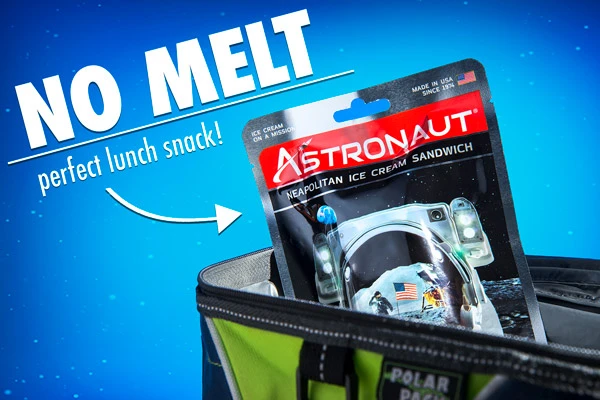 NO MELT
perfect lunch snack!
ICE CREAM
ON A MISSION
MADE IN USA
SINCE 1974
ASTRONAUT®
NEAPOLITAN ICE CREAM SANDWICH
POLAR
PACK